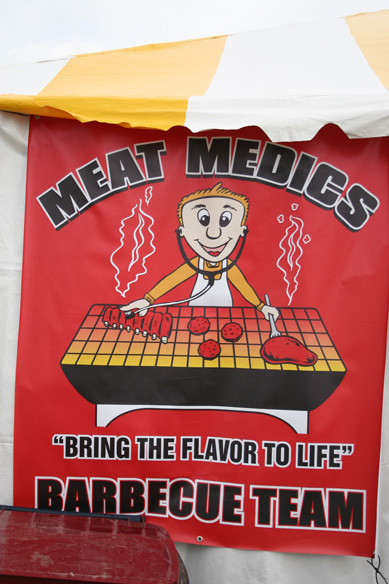 MEAT MEDICS
"BRING THE FLAVOR TO LIFE"
BARBECUE TEAM